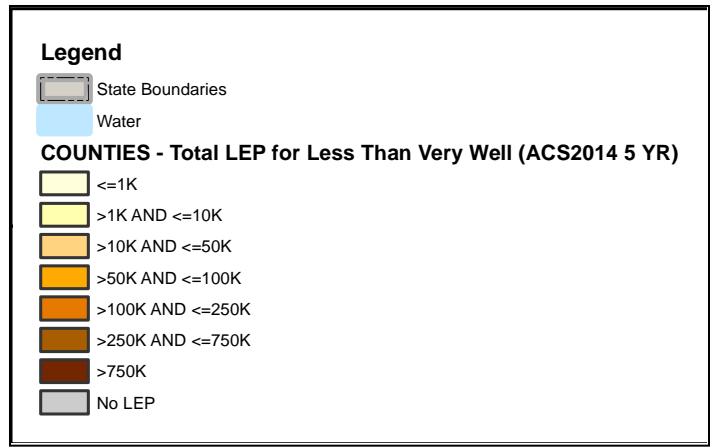 Legend
State Boundaries
Water
COUNTIES - Total LEP for Less Than Very Well (ACS2014 5 YR)
<=1K
>1K AND <=10K
>10K AND <=50K
>50K AND <=100K
>100K AND <=250K
>250K AND <=750K
>750K
No LEP